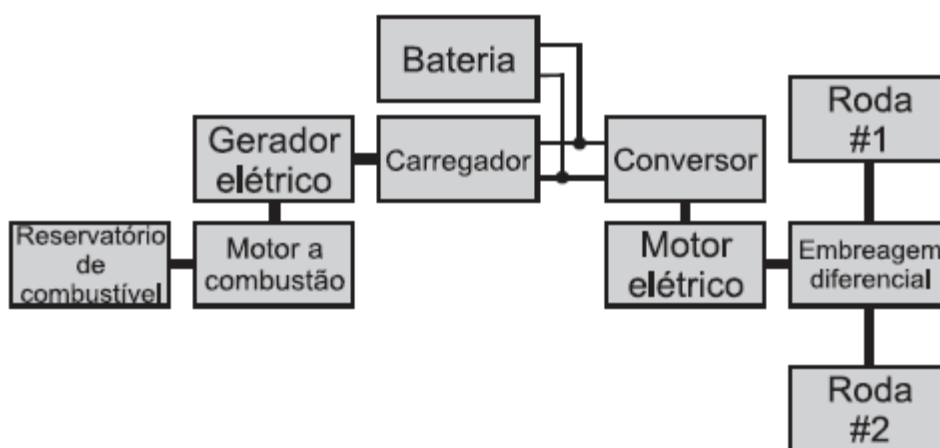 Bateria
Roda
#1
Gerador
elétrico
Carregador
Conversor
Reservatório
de
combustível
Motor a
combustão
Motor
elétrico
Embreagem
diferencial
Roda
#2